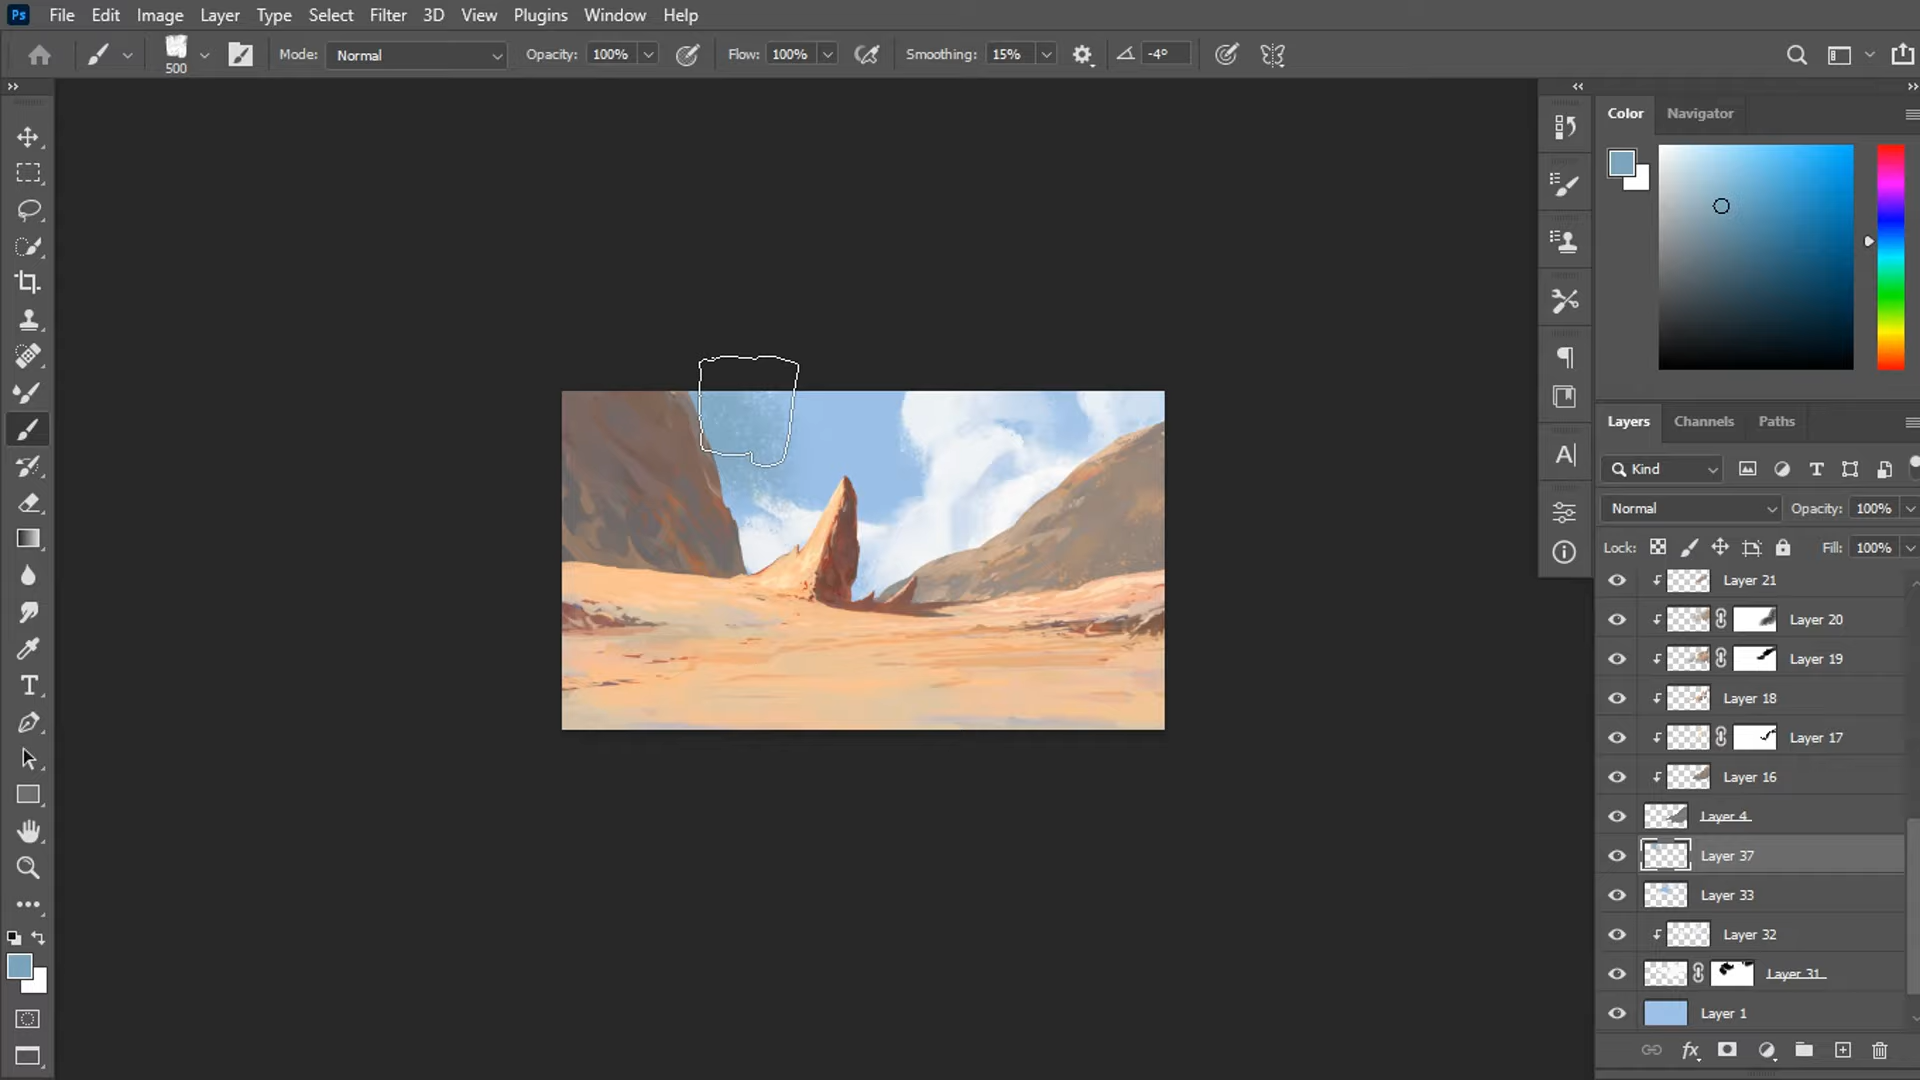 Ps File Edit Image Layer Type Select Filter 3D View Plugins Window Help
500 Mode: Normal Opacity: 100% Flow: 100% Smoothing: 15% -4°
Color Navigator
Layers Channels Paths
Kind
Normal Opacity: 100%
Lock: Fill: 100%
Layer 21
Layer 20
Layer 19
Layer 18
Layer 17
Layer 16
Layer 4
Layer 37
Layer 33
Layer 32
Layer 31
Layer 1
fx